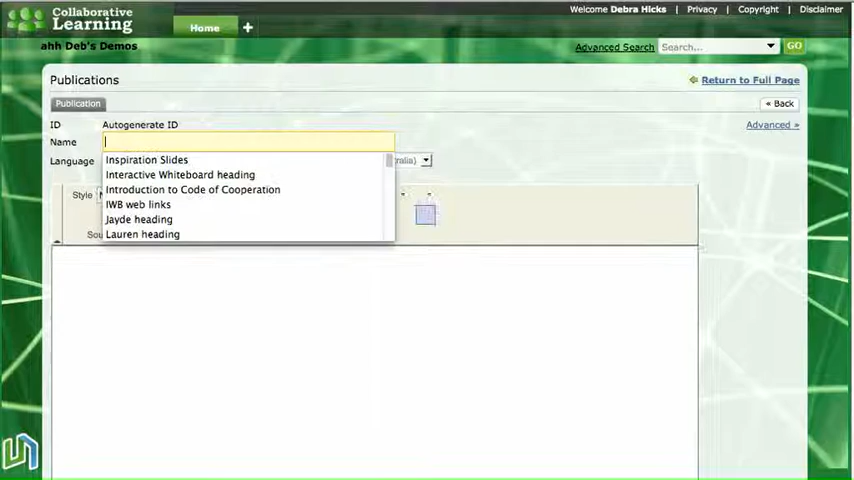 Collaborative
Learning
Home +
Welcome Debra Hicks | Privacy | Copyright | Disclaimer
ahh Deb's Demos
Advanced Search Search... GO
Publications
Return to Full Page
Publication
« Back
ID Autogenerate ID
Advanced »
Name
Language
ralia)
Inspiration Slides
Interactive Whiteboard heading
Introduction to Code of Cooperation
IWB web links
Jayde heading
Lauren heading
Style
Sou